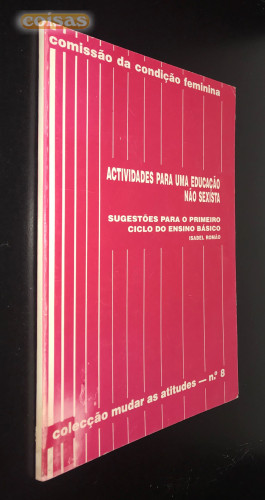 coisas
comissão da condição feminina
ACTIVIDADES PARA UMA EDUCAÇÃO
NÃO SEXISTA
SUGESTÕES PARA O PRIMEIRO
CICLO DO ENSINO BÁSICO
ISABEL ROMÃO
colecção mudar as atitudes — n.º 8